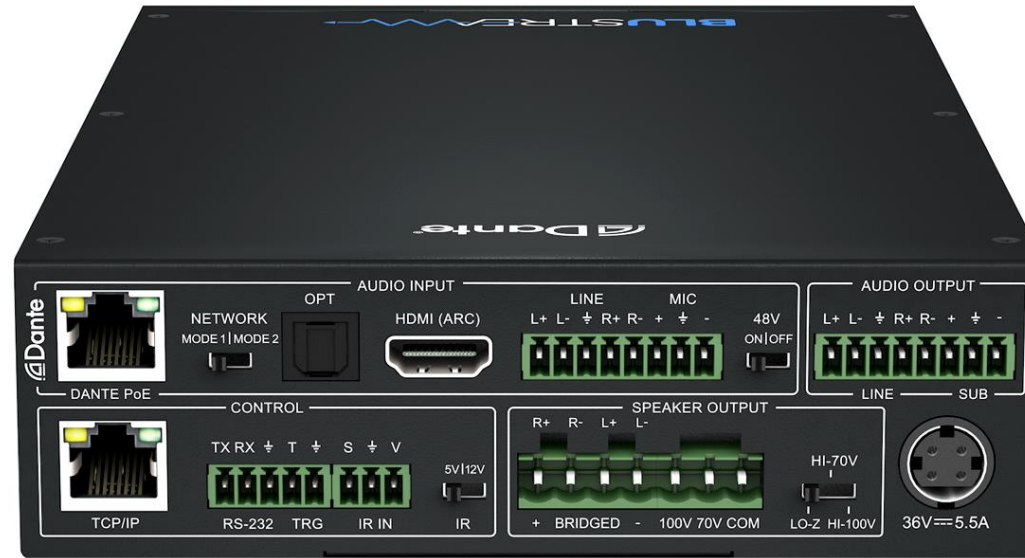 BLUSTREAM
Dante®
AUDIO INPUT
AUDIO OUTPUT
Dante
DANTE PoE
NETWORK
MODE 1 | MODE 2
OPT
HDMI (ARC)
LINE MIC
L+ L- ⏚ R+ R- + ⏚ -
48V
ON | OFF
L+ L- ⏚ R+ R- + ⏚ -
LINE SUB
CONTROL
TCP/IP
TX RX ⏚ T ⏚ S ⏚ V
RS-232 TRG IR IN
5V | 12V
IR
SPEAKER OUTPUT
R+ R- L+ L-
+ BRIDGED - 100V 70V COM
HI-70V
LO-Z HI-100V
36V⎓5.5A